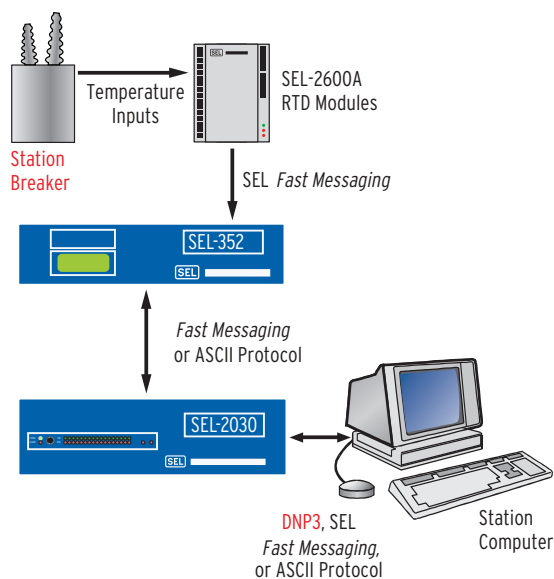 SEL
Temperature
Inputs
SEL-2600A
RTD Modules
Station
Breaker
SEL Fast Messaging
SEL-352
SEL
Fast Messaging
or ASCII Protocol
SEL-2030
SEL
DNP3, SEL
Fast Messaging,
or ASCII Protocol
Station
Computer